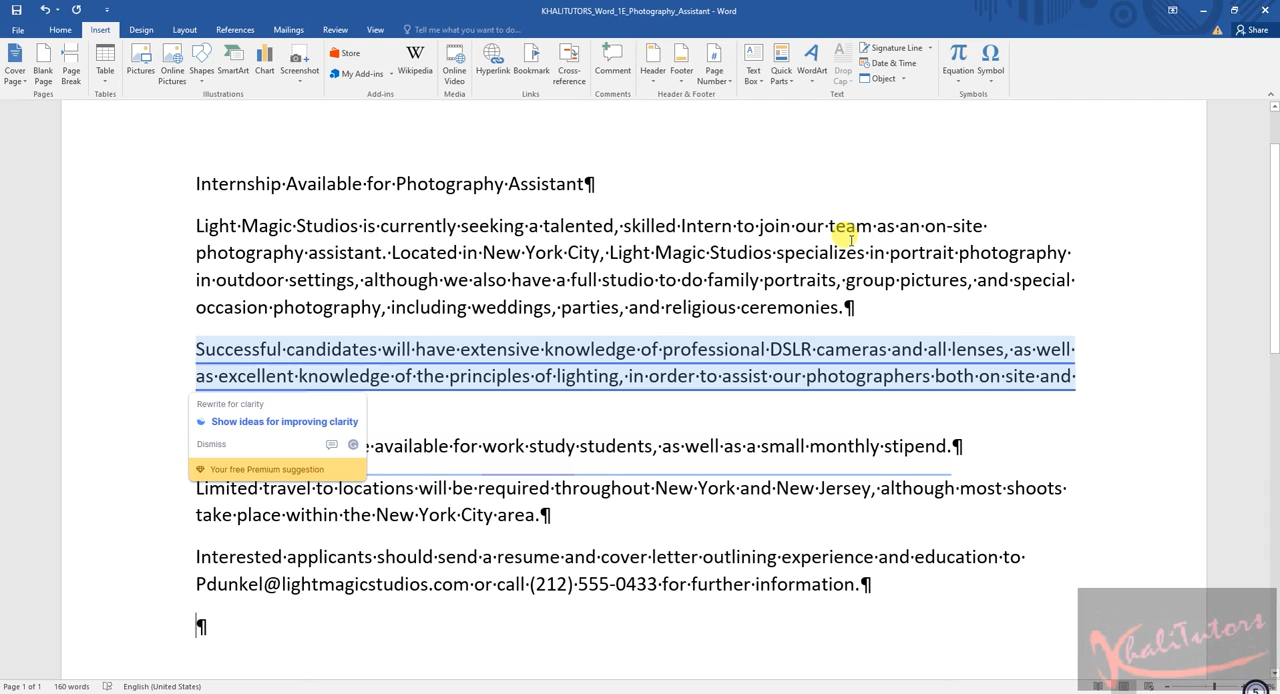 KHALITUTORS_Word_1E_Photography_Assistant - Word
File Home Insert Design Layout References Mailings Review View Tell me what you want to do... Share
Cover Page Blank Page Page Break Table Pictures Online Pictures Shapes SmartArt Chart Screenshot Store My Add-ins Wikipedia Online Video Hyperlink Bookmark Cross-reference Comment Header Footer Page Number Text Box Quick Parts WordArt Drop Cap Signature Line Date & Time Object Equation Symbol
Pages Tables Illustrations Add-ins Media Links Comments Header & Footer Text Symbols
Internship·Available·for·Photography·Assistant¶
Light·Magic·Studios·is·currently·seeking·a·talented,·skilled·Intern·to·join·our·team·as·an·on-site·
photography·assistant.·Located·in·New·York·City,·Light·Magic·Studios·specializes·in·portrait·photography·
in·outdoor·settings,·although·we·also·have·a·full·studio·to·do·family·portraits,·group·pictures,·and·special·
occasion·photography,·including·weddings,·parties,·and·religious·ceremonies.¶
Successful·candidates·will·have·extensive·knowledge·of·professional·DSLR·cameras·and·all·lenses,·as·well·
as·excellent·knowledge·of·the·principles·of·lighting,·in·order·to·assist·our·photographers·both·on·site·and·
Rewrite for clarity
Show ideas for improving clarity
Dismiss
available·for·work·study·students,·as·well·as·a·small·monthly·stipend.¶
Your free Premium suggestion
Limited·travel·to·locations·will·be·required·throughout·New·York·and·New·Jersey,·although·most·shoots·
take·place·within·the·New·York·City·area.¶
Interested·applicants·should·send·a·resume·and·cover·letter·outlining·experience·and·education·to·
Pdunkel@lightmagicstudios.com·or·call·(212)·555-0433·for·further·information.¶
¶
KhaliTutors
Page 1 of 1 160 words English (United States)